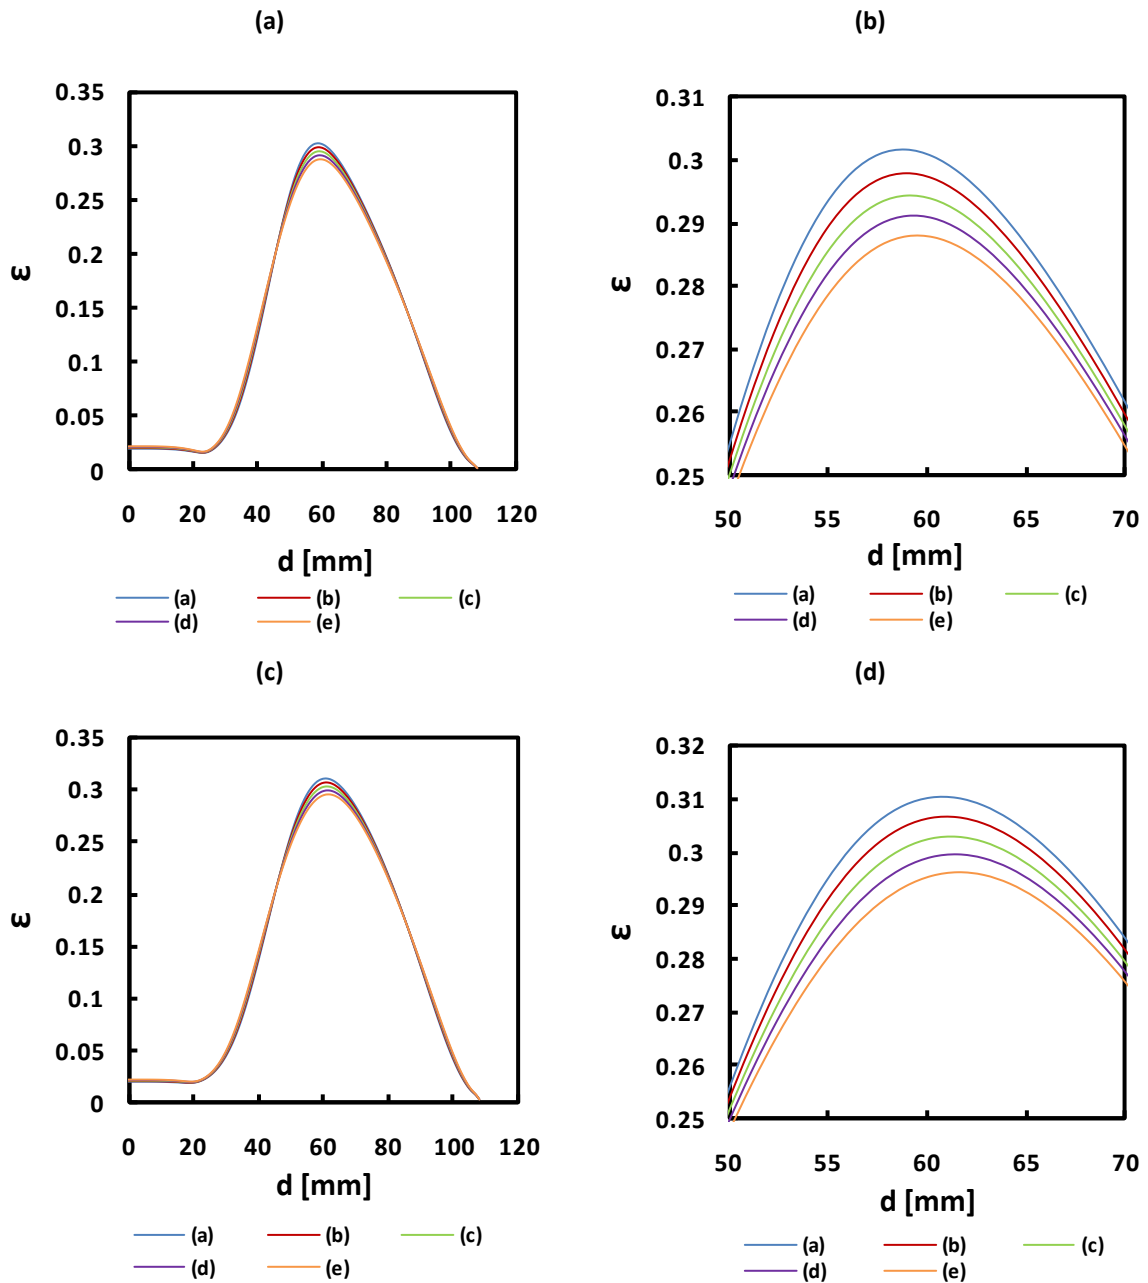 (a)
0.35
0.3
0.25
0.2
0.15
0.1
0.05
0
ε
0 20 40 60 80 100 120
d [mm]
(a) (b) (c)
(d) (e)
(b)
0.31
0.3
0.29
0.28
0.27
0.26
0.25
ε
50 55 60 65 70
d [mm]
(a) (b) (c)
(d) (e)
(c)
0.35
0.3
0.25
0.2
0.15
0.1
0.05
0
ε
0 20 40 60 80 100 120
d [mm]
(a) (b) (c)
(d) (e)
(d)
0.32
0.31
0.3
0.29
0.28
0.27
0.26
0.25
ε
50 55 60 65 70
d [mm]
(a) (b) (c)
(d) (e)